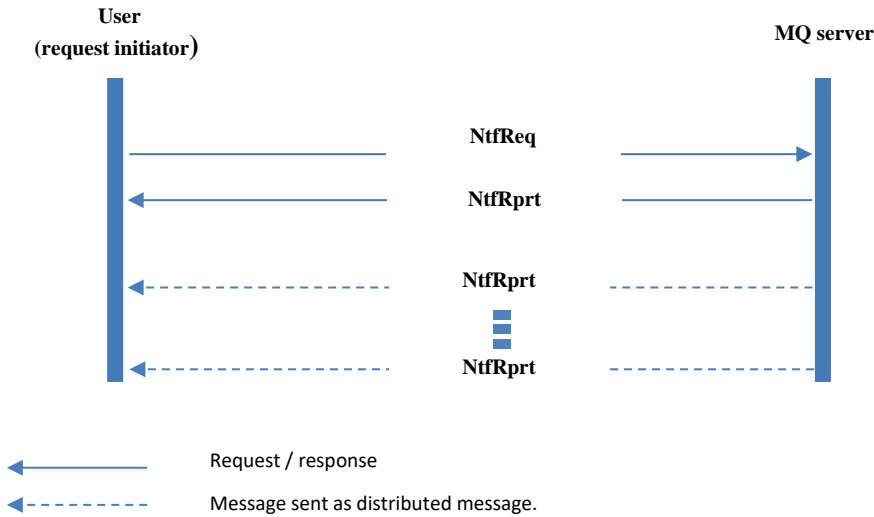 User
(request initiator)
MQ server
NtfReq
NtfRprt
NtfRprt
NtfRprt
Request / response
Message sent as distributed message.